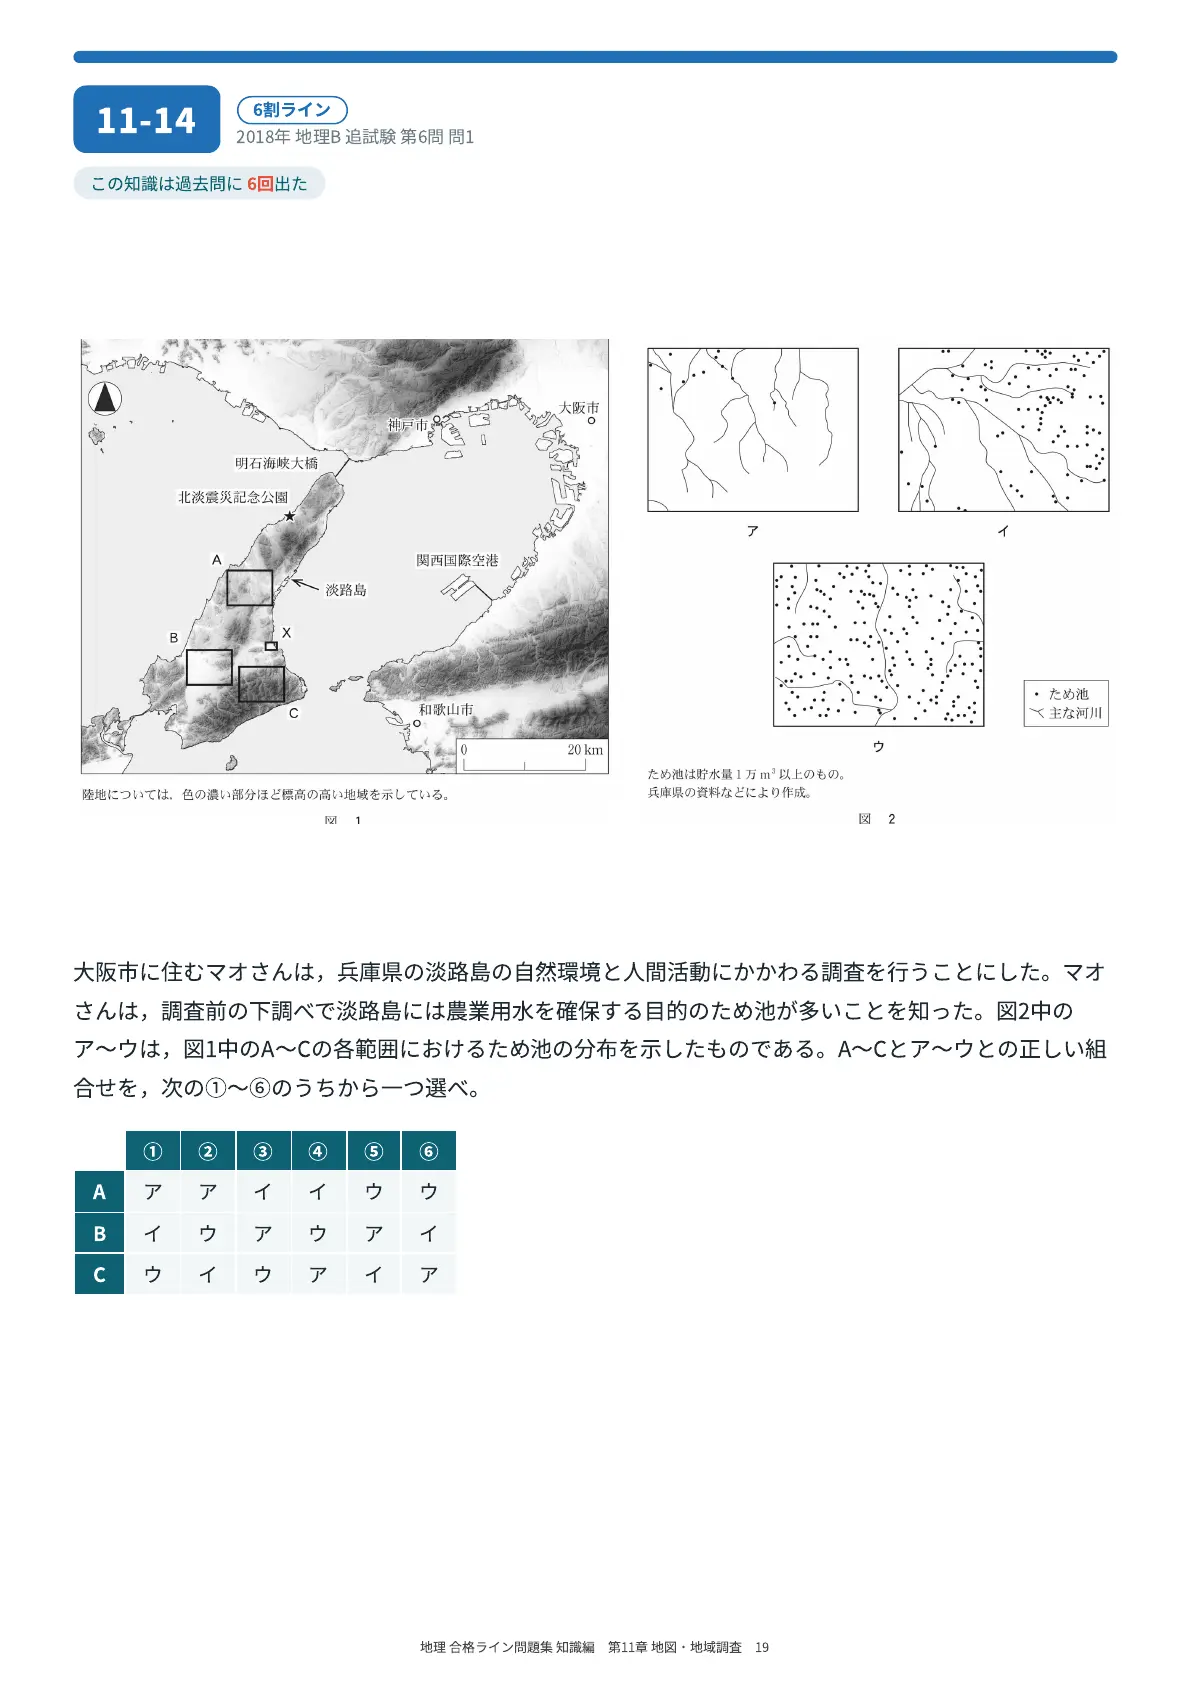 11-14
6割ライン
2018年 地理B 追試験 第6問 問1
この知識は過去問に 6回出た
大阪市
神戸市
明石海峡大橋
北淡震災記念公園
A
関西国際空港
淡路島
X
B
C
和歌山市
0 20 km
陸地については，色の濃い部分ほど標高の高い地域を示している。
図 1
ア
イ
ウ
ため池
主な河川
ため池は貯水量 1 万 m³ 以上のもの。
兵庫県の資料などにより作成。
図 2
大阪市に住むマオさんは，兵庫県の淡路島の自然環境と人間活動にかかわる調査を行うことにした。マオ
さんは，調査前の下調べで淡路島には農業用水を確保する目的のため池が多いことを知った。図2中の
ア〜ウは，図1中のA〜Cの各範囲におけるため池の分布を示したものである。A〜Cとア〜ウとの正しい組
合せを，次の①〜⑥のうちから一つ選べ。
① ② ③ ④ ⑤ ⑥
A ア ア イ イ ウ ウ
B イ ウ ア ウ ア イ
C ウ イ ウ ア イ ア
地理 合格ライン問題集 知識編 第11章 地図・地域調査 19